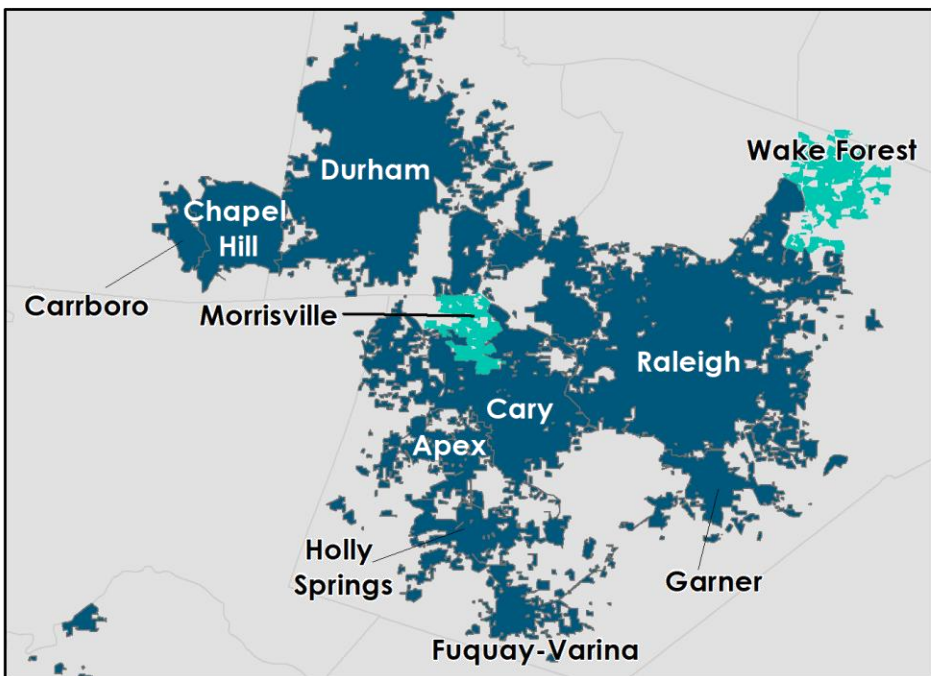 Wake Forest
Durham
Chapel
Hill
Carrboro
Morrisville
Raleigh
Cary
Apex
Holly
Springs
Garner
Fuquay-Varina